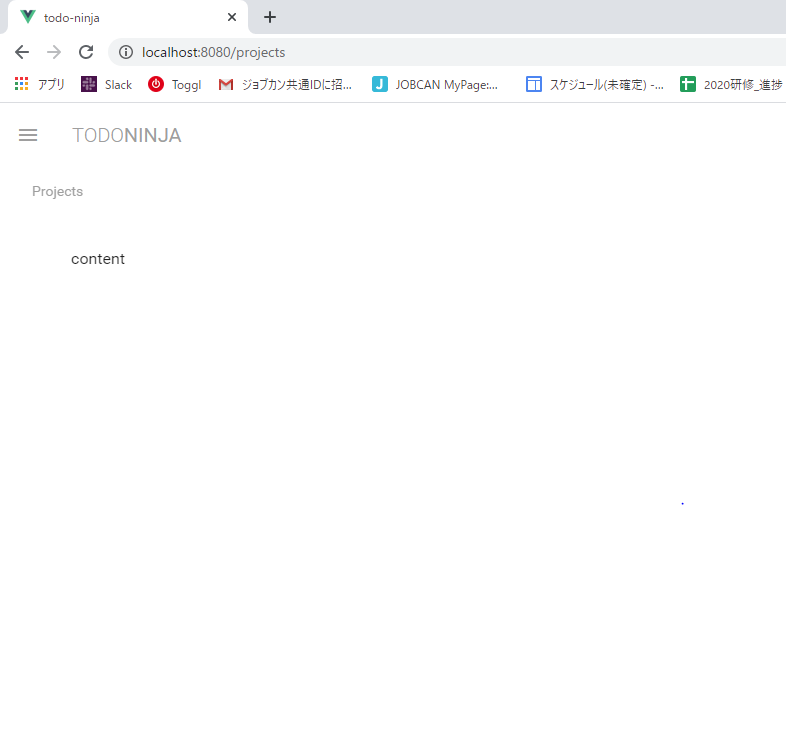 todo-ninja
localhost:8080/projects
アプリ Slack Toggl ジョブカン共通IDに招... JOBCAN MyPage:... スケジュール(未確定) -... 2020研修_進捗
TODONINJA
Projects
content